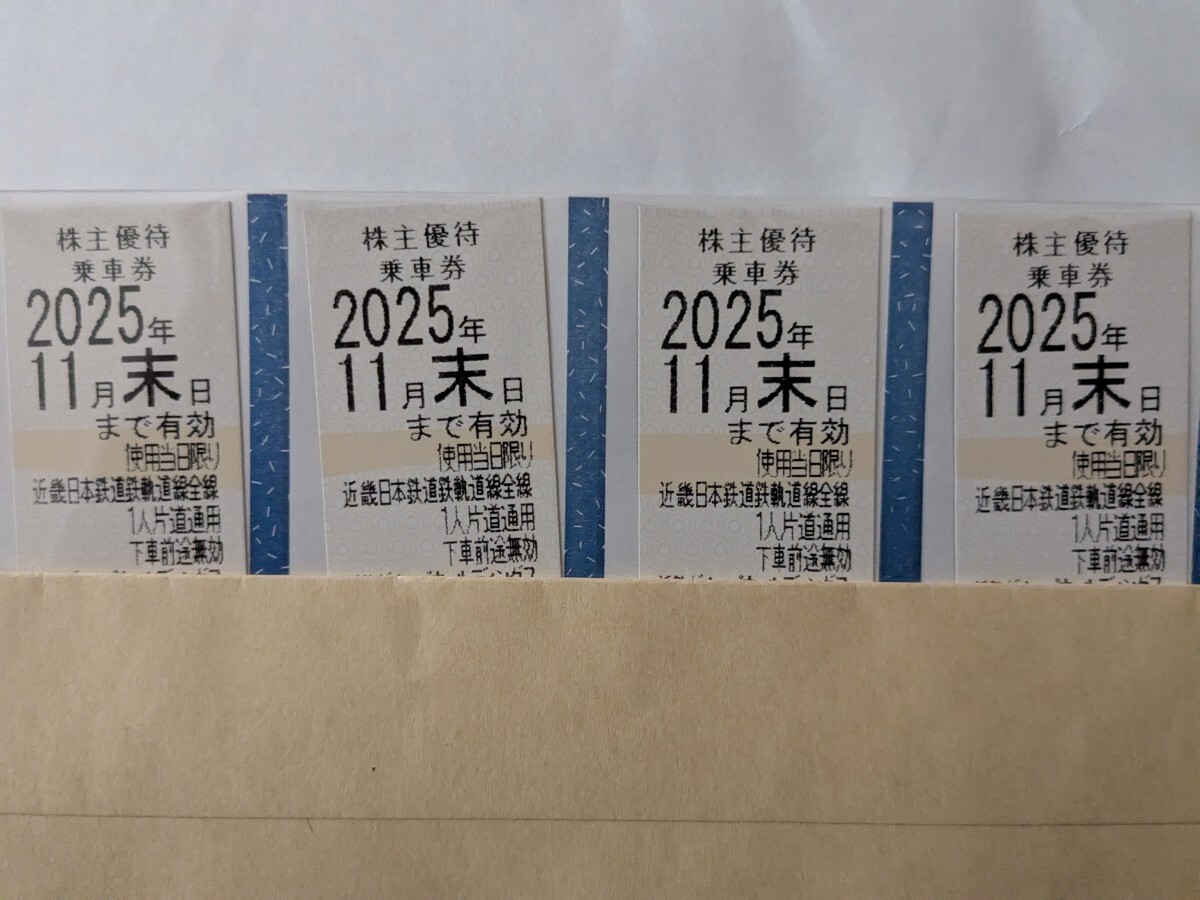 株主優待
乗車券
2025年
11月末日
まで有効
使用当日限り
近畿日本鉄道鉄軌道線全線
1人片道通用
下車前途無効
株主優待
乗車券
2025年
11月末日
まで有効
使用当日限り
近畿日本鉄道鉄軌道線全線
1人片道通用
下車前途無効
株主優待
乗車券
2025年
11月末日
まで有効
使用当日限り
近畿日本鉄道鉄軌道線全線
1人片道通用
下車前途無効
株主優待
乗車券
2025年
11月末日
まで有効
使用当日限り
近畿日本鉄道鉄軌道線全線
1人片道通用
下車前途無効